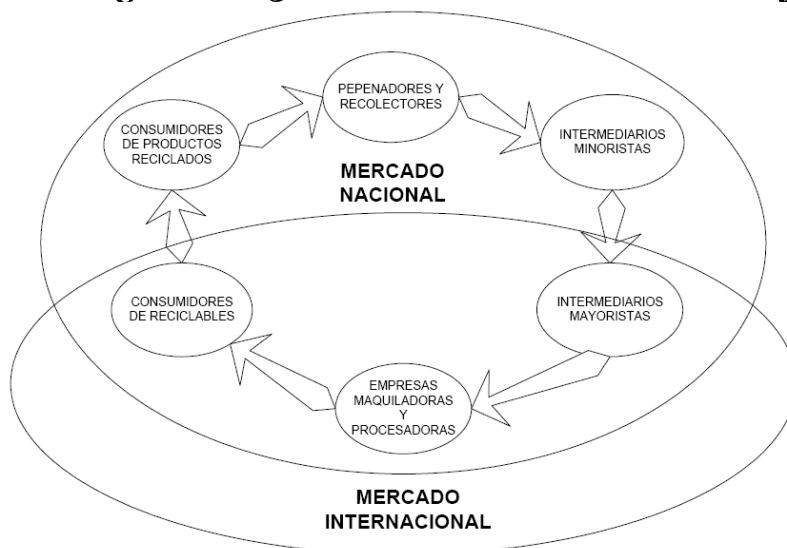 PEPENADORES Y
RECOLECTORES
CONSUMIDORES
DE PRODUCTOS
RECICLADOS
INTERMEDIARIOS
MINORISTAS
MERCADO
NACIONAL
CONSUMIDORES
DE RECICLABLES
INTERMEDIARIOS
MAYORISTAS
EMPRESAS
MAQUILADORAS
Y
PROCESADORAS
MERCADO
INTERNACIONAL